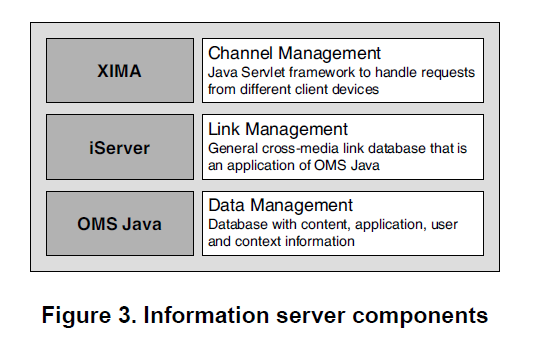 XIMA
Channel Management
Java Servlet framework to handle requests
from different client devices
iServer
Link Management
General cross-media link database that is
an application of OMS Java
OMS Java
Data Management
Database with content, application, user
and context information
Figure 3. Information server components